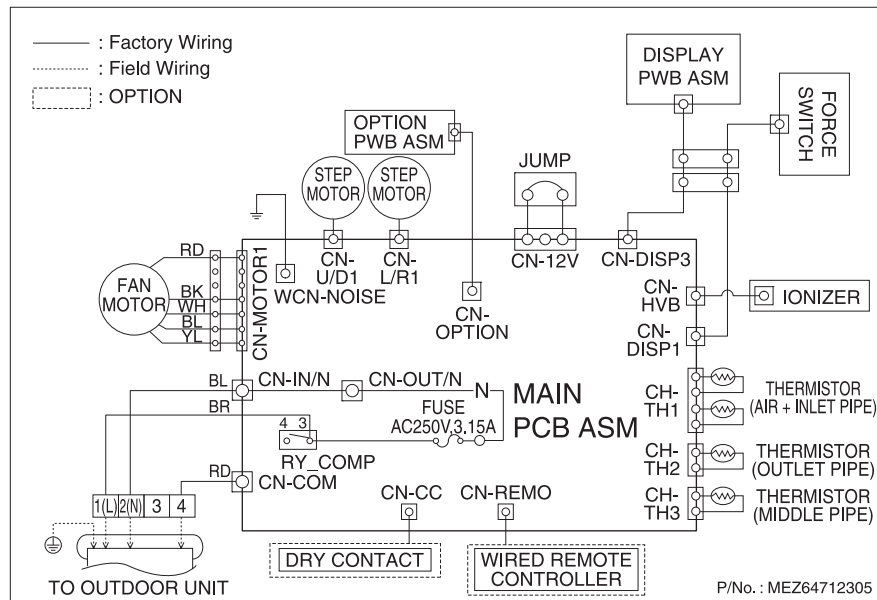 : Factory Wiring
: Field Wiring
: OPTION
DISPLAY
PWB ASM
FORCE
SWITCH
OPTION
PWB ASM
STEP
MOTOR
STEP
MOTOR
JUMP
RD
BK
WH
BL
YL
FAN
MOTOR
CN-MOTOR1
WCN-NOISE
CN-
U/D1
CN-
L/R1
CN-
OPTION
CN-12V
CN-DISP3
CN-
HVB
IONIZER
CN-
DISP1
BL
CN-IN/N
CN-OUT/N
N
MAIN
PCB ASM
BR
4 3
FUSE
AC250V,3.15A
RY_COMP
RD
CN-COM
CH-
TH1
THERMISTOR
(AIR + INLET PIPE)
CH-
TH2
THERMISTOR
(OUTLET PIPE)
CH-
TH3
THERMISTOR
(MIDDLE PIPE)
1(L) 2(N) 3 4
CN-CC
CN-REMO
DRY CONTACT
WIRED REMOTE
CONTROLLER
TO OUTDOOR UNIT
P/No. : MEZ64712305